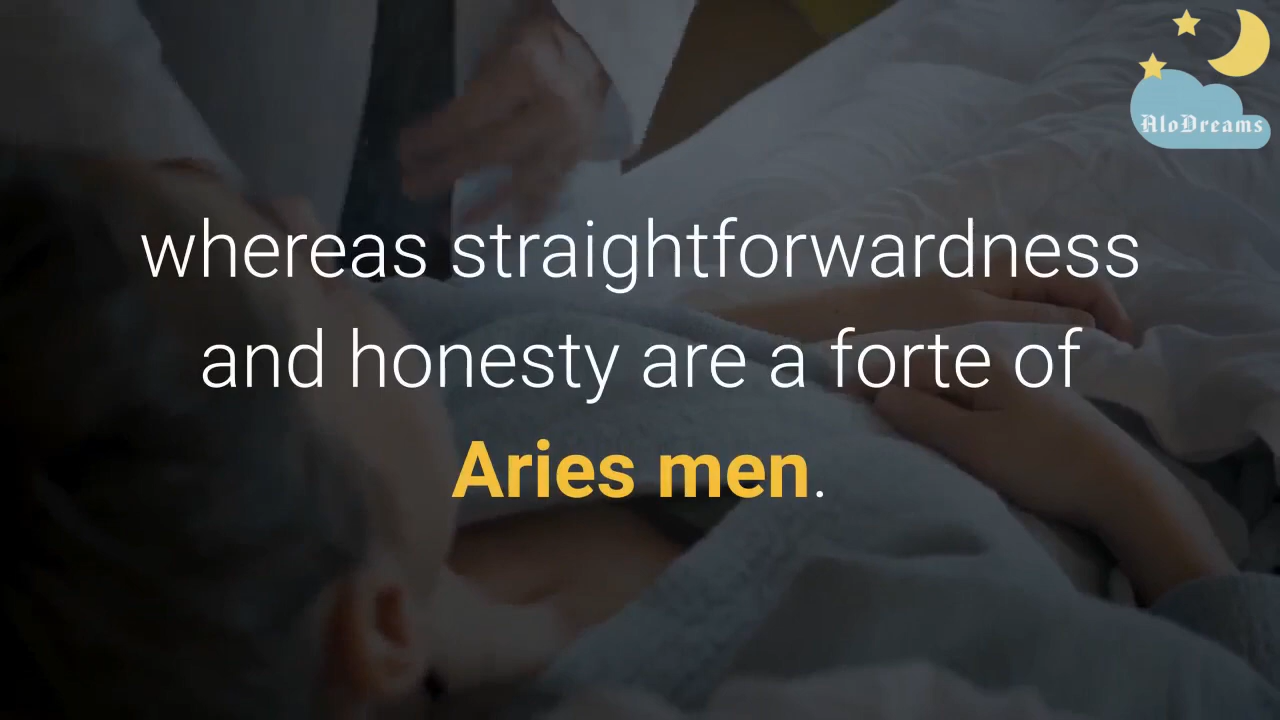 AloDreams
whereas straightforwardness
and honesty are a forte of
Aries men.